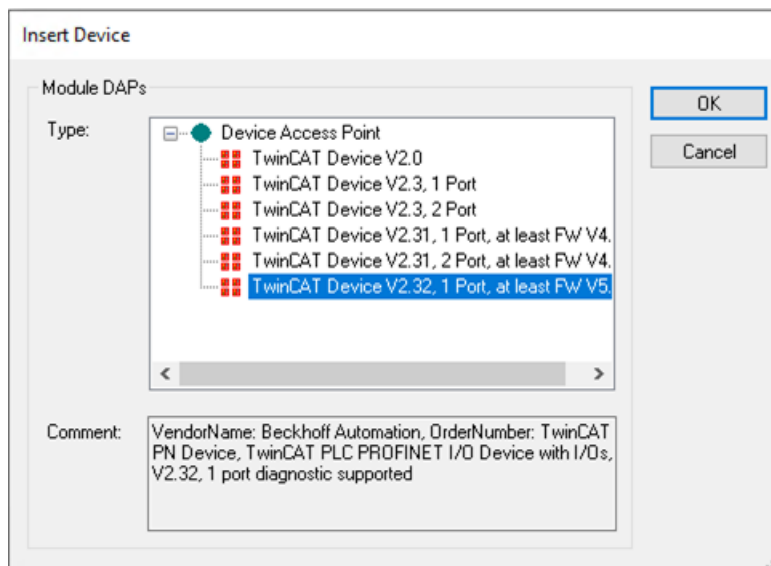 Insert Device
Module DAPs
Type:
Device Access Point
TwinCAT Device V2.0
TwinCAT Device V2.3, 1 Port
TwinCAT Device V2.3, 2 Port
TwinCAT Device V2.31, 1 Port, at least FW V4.
TwinCAT Device V2.31, 2 Port, at least FW V4.
TwinCAT Device V2.32, 1 Port, at least FW V5.
OK
Cancel
Comment:
VendorName: Beckhoff Automation, OrderNumber: TwinCAT
PN Device, TwinCAT PLC PROFINET I/O Device with I/Os,
V2.32, 1 port diagnostic supported